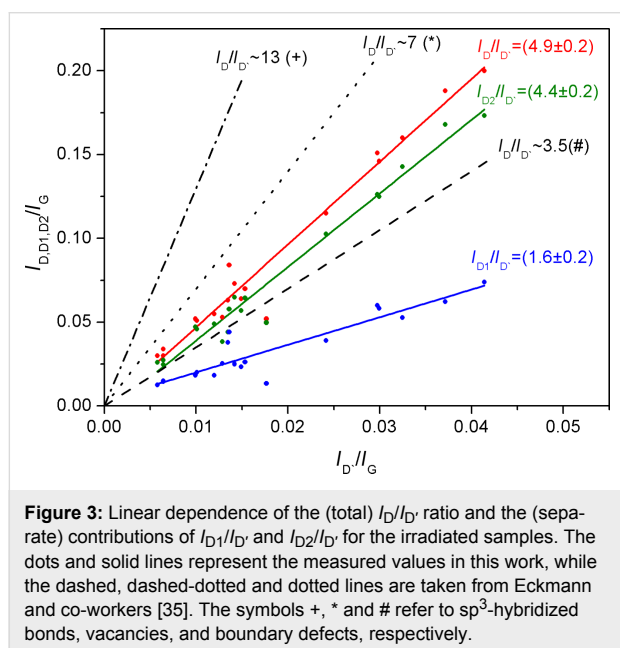 I_D/I_D'~13 (+)
I_D/I_D'~7 (*)
I_D/I_D'=(4.9±0.2)
I_D2/I_D'=(4.4±0.2)
I_D/I_D'~3.5(#)
I_D1/I_D'=(1.6±0.2)
0.20
0.15
0.10
0.05
0.00
I_D,D1,D2/I_G
0.00 0.01 0.02 0.03 0.04 0.05
I_D'/I_G
Figure 3: Linear dependence of the (total) I_D/I_D′ ratio and the (sepa-
rate) contributions of I_D1/I_D′ and I_D2/I_D′ for the irradiated samples. The
dots and solid lines represent the measured values in this work, while
the dashed, dashed-dotted and dotted lines are taken from Eckmann
and co-workers [35]. The symbols +, * and # refer to sp³-hybridized
bonds, vacancies, and boundary defects, respectively.